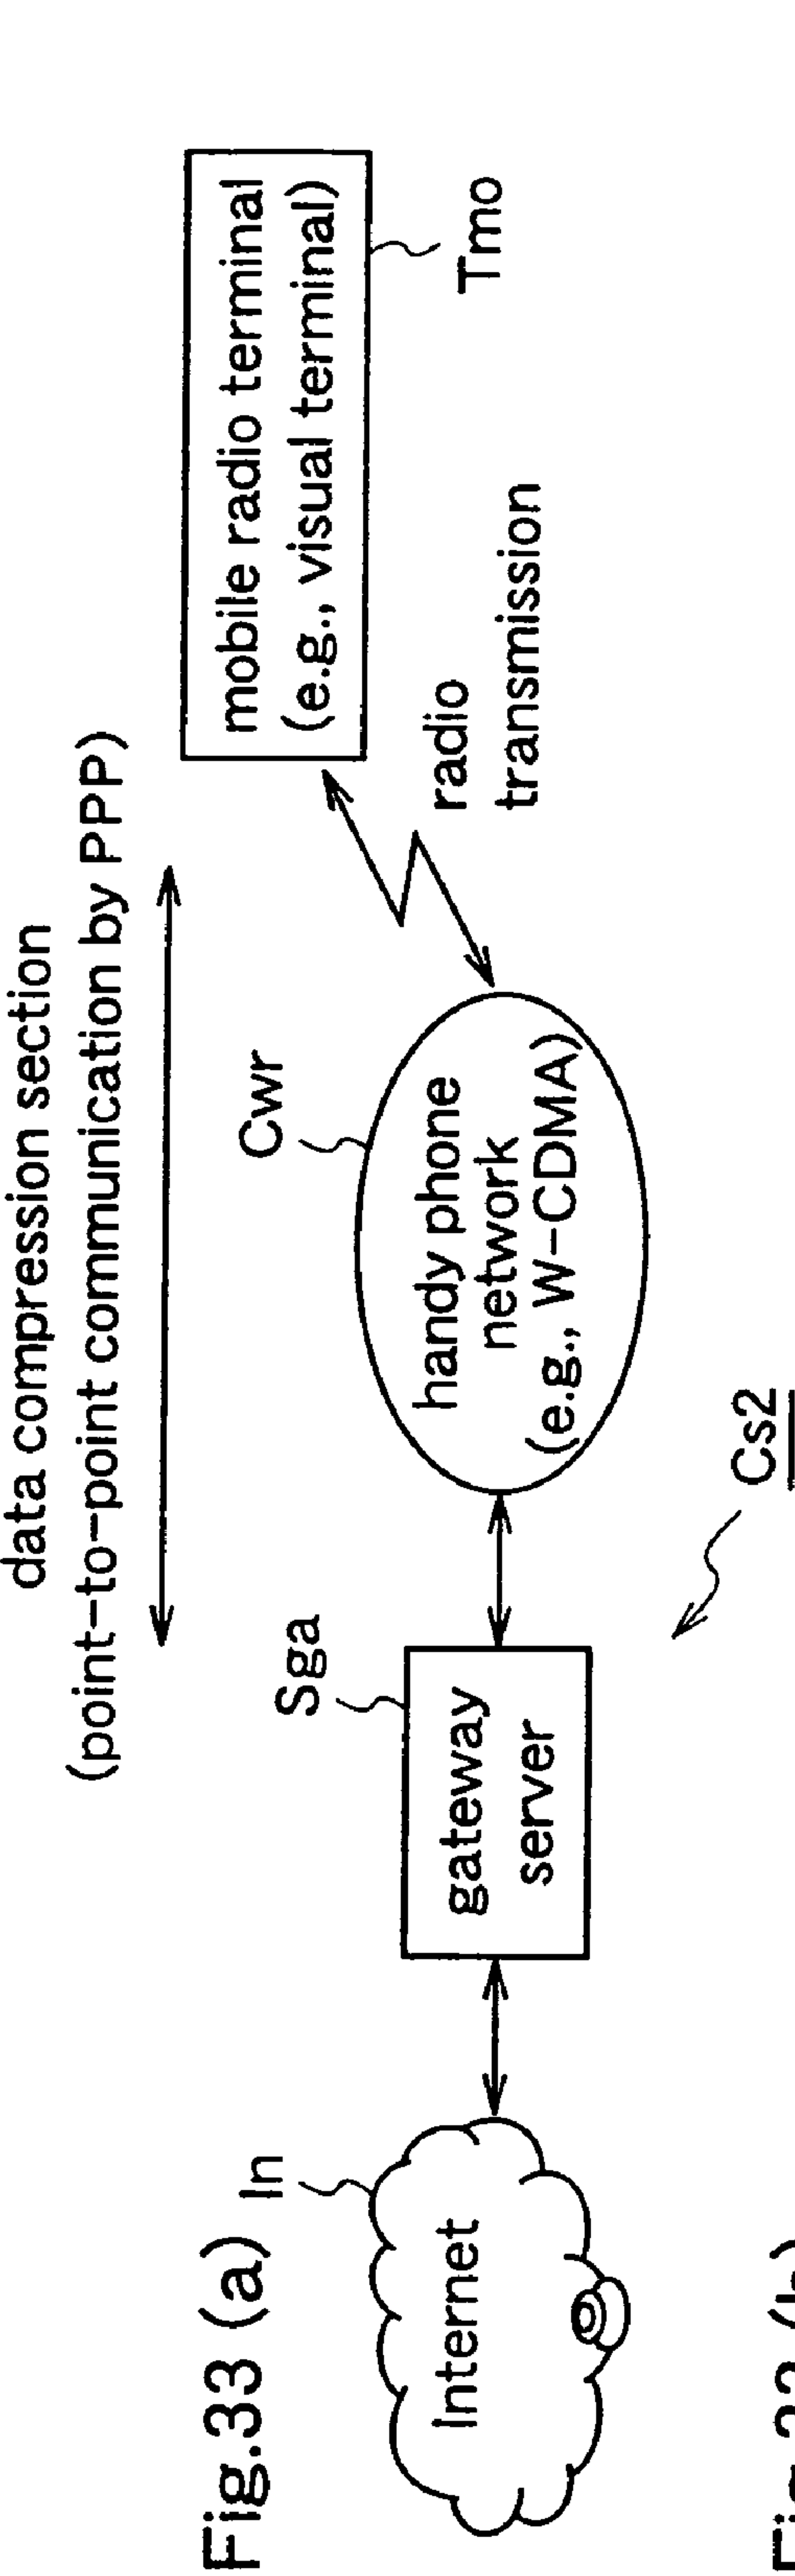 Fig.33 (a)
data compression section
(point-to-point communication by PPP)
In
Internet
Sga
gateway
server
Cwr
handy phone
network
(e.g., W-CDMA)
radio
transmission
mobile radio terminal
(e.g., visual terminal)
Tmo
Cs2